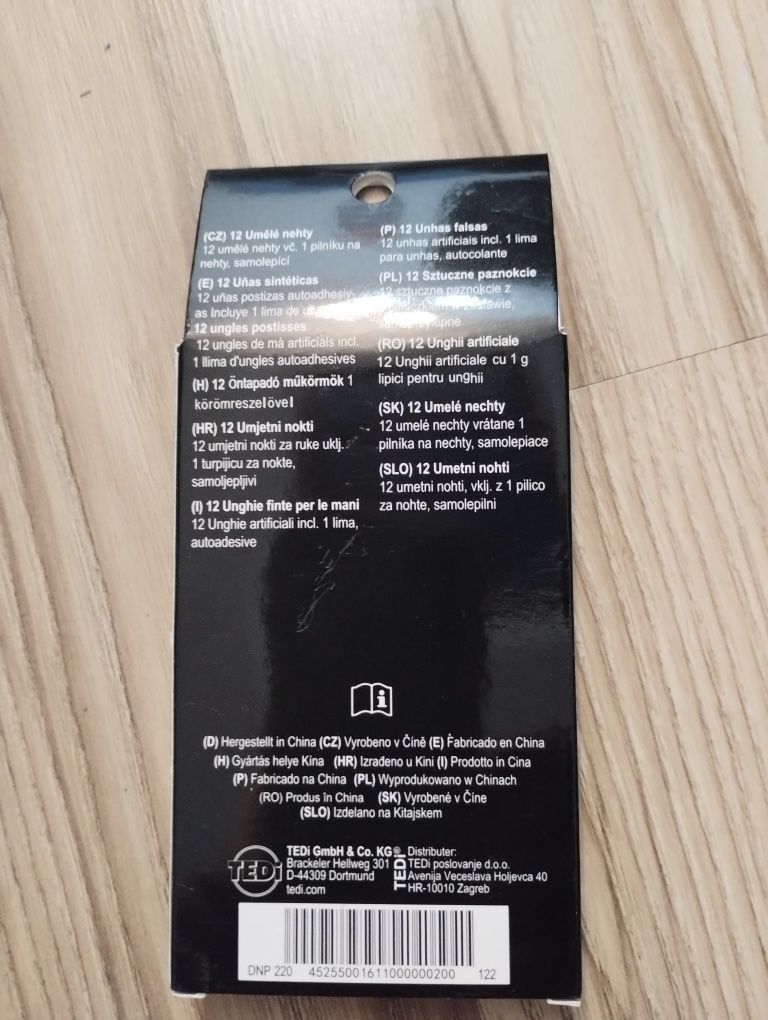 (CZ) 12 Umělé nehty
12 umělé nehty vč. 1 pilníku na
nehty, samolepící
(E) 12 Uñas sintéticas
12 uñas postizas autoadhesiv-
as Incluye 1 lima de
12 ungles postisses
12 ungles de mà artificials incl.
1 llima d'ungles autoadhesives
(H) 12 Öntapadó műkörmök 1
körömreszelövel
(HR) 12 Umjetni nokti
12 umjetni nokti za ruke uklj.
1 turpijicu za nokte,
samoljepljivi
(I) 12 Unghie finte per le mani
12 Unghie artificiali incl. 1 lima,
autoadesive
(P) 12 Unhas falsas
12 unhas artificiais incl. 1 lima
para unhas, autocolante
(PL) 12 Sztuczne paznokcie
12 sztuczne paznokcie z
w zestawie,
(RO) 12 Unghii artificiale
12 Unghii artificiale cu 1 g
lipici pentru unghii
(SK) 12 Umelé nechty
12 umelé nechty vrátane 1
pilníka na nechty, samolepiace
(SLO) 12 Umetni nohti
12 umetni nohti, vklj. z 1 pilico
za nohte, samolepilni
(D) Hergestellt in China (CZ) Vyrobeno v Číně (E) Fabricado en China
(H) Gyártás helye Kína (HR) Izrađeno u Kini (I) Prodotto in Cina
(P) Fabricado na China (PL) Wyprodukowano w Chinach
(RO) Produs în China (SK) Vyrobené v Číne
(SLO) Izdelano na Kitajskem
TEDi
TEDi GmbH & Co. KG
Brackeler Hellweg 301
D-44309 Dortmund
tedi.com
TEDi®
Distributer:
TEDi poslovanje d.o.o.
Avenija Veceslava Holjevca 40
HR-10010 Zagreb
DNP 220 45255001611000000200 122